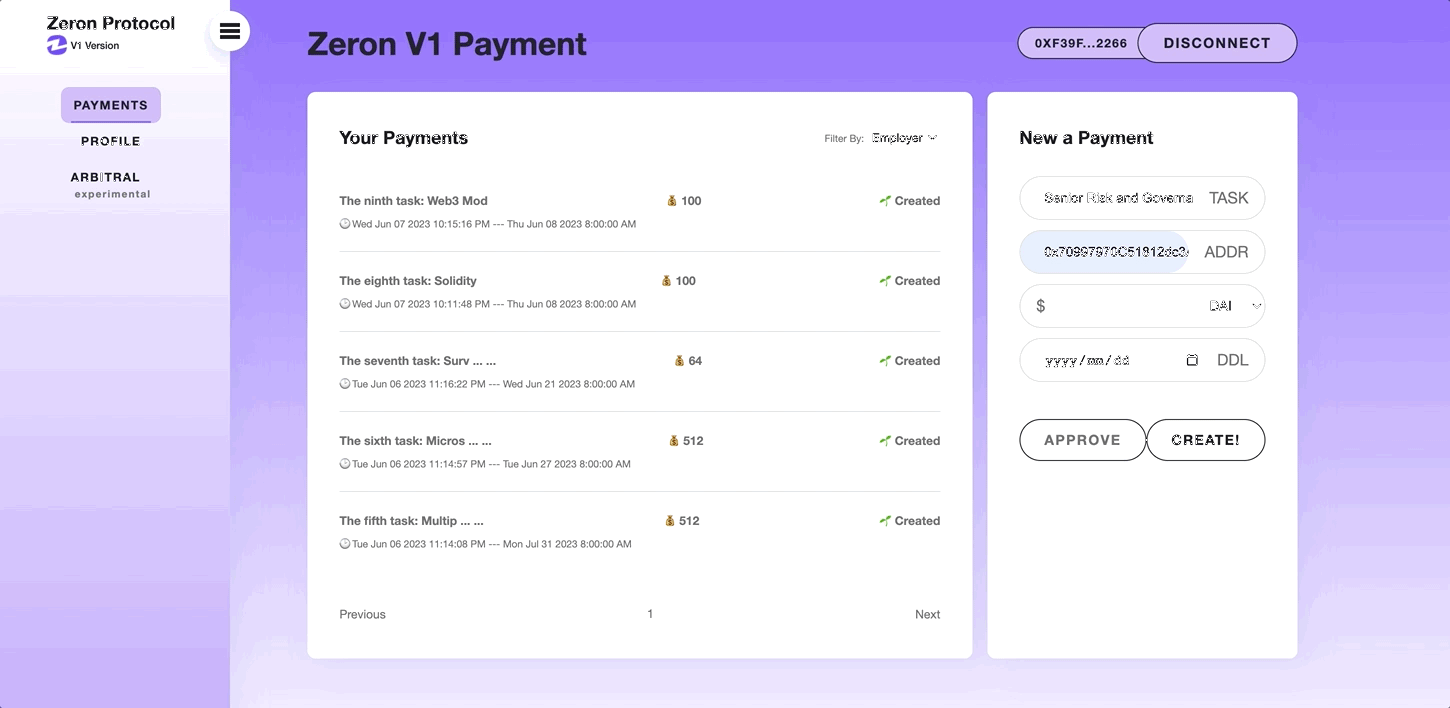 Zeron Protocol
V1 Version
PAYMENTS
PROFILE
ARBITRAL
experimental
Zeron V1 Payment
0XF39F...2266
DISCONNECT
Your Payments
Filter By: Employer
The ninth task: Web3 Mod 100 Created
Wed Jun 07 2023 10:15:16 PM --- Thu Jun 08 2023 8:00:00 AM
The eighth task: Solidity 100 Created
Wed Jun 07 2023 10:11:48 PM --- Thu Jun 08 2023 8:00:00 AM
The seventh task: Surv ... ... 64 Created
Tue Jun 06 2023 11:16:22 PM --- Wed Jun 21 2023 8:00:00 AM
The sixth task: Micros ... ... 512 Created
Tue Jun 06 2023 11:14:57 PM --- Tue Jun 27 2023 8:00:00 AM
The fifth task: Multip ... ... 512 Created
Tue Jun 06 2023 11:14:08 PM --- Mon Jul 31 2023 8:00:00 AM
Previous 1 Next
New a Payment
Senior Risk and Governa TASK
0x70997970C51812dc3 ADDR
$ DAI
yyyy/mm/dd DDL
APPROVE CREATE!